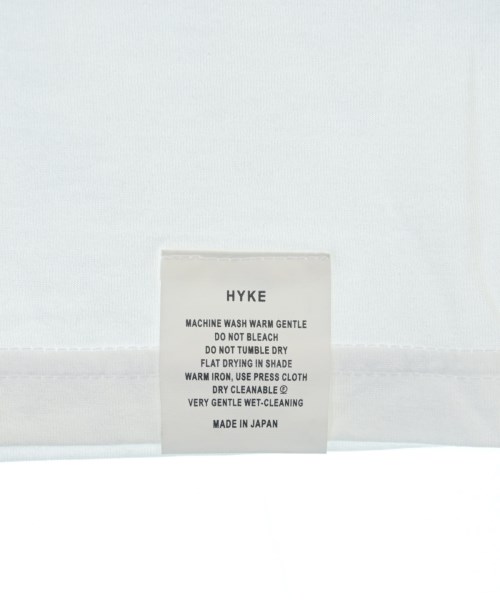 HYKE
MACHINE WASH WARM GENTLE
DO NOT BLEACH
DO NOT TUMBLE DRY
FLAT DRYING IN SHADE
WARM IRON, USE PRESS CLOTH
DRY CLEANABLE Ⓟ
VERY GENTLE WET-CLEANING
MADE IN JAPAN